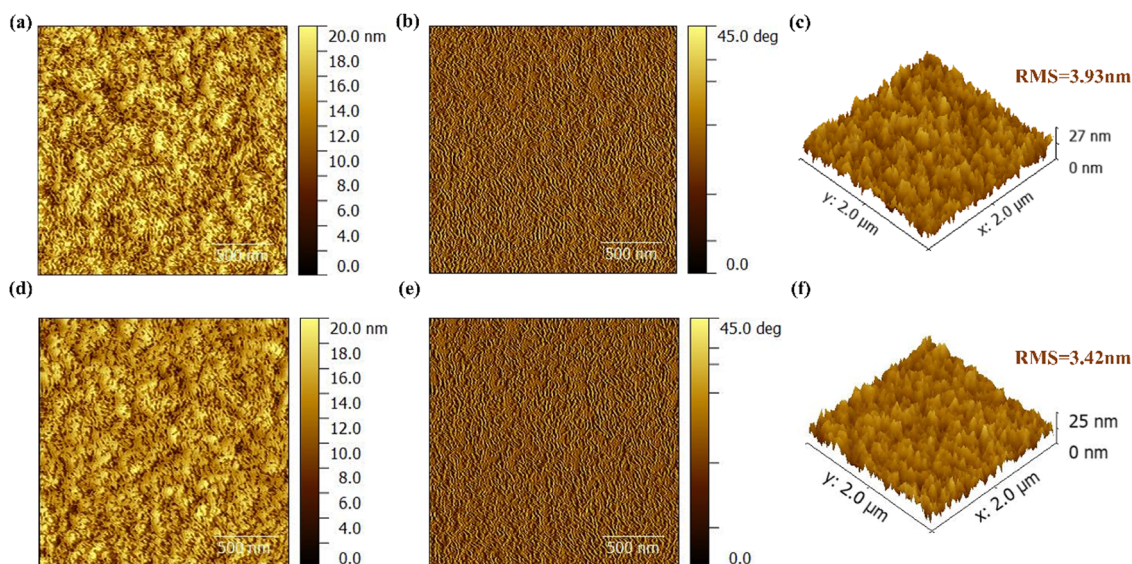 (a)
20.0 nm
18.0
16.0
14.0
12.0
10.0
8.0
6.0
4.0
0.0
500 nm
(b)
45.0 deg
0.0
500 nm
(c)
RMS=3.93nm
27 nm
0 nm
y: 2.0 µm
x: 2.0 µm
(d)
20.0 nm
18.0
16.0
14.0
12.0
10.0
8.0
6.0
4.0
0.0
500 nm
(e)
45.0 deg
0.0
500 nm
(f)
RMS=3.42nm
25 nm
0 nm
y: 2.0 µm
x: 2.0 µm